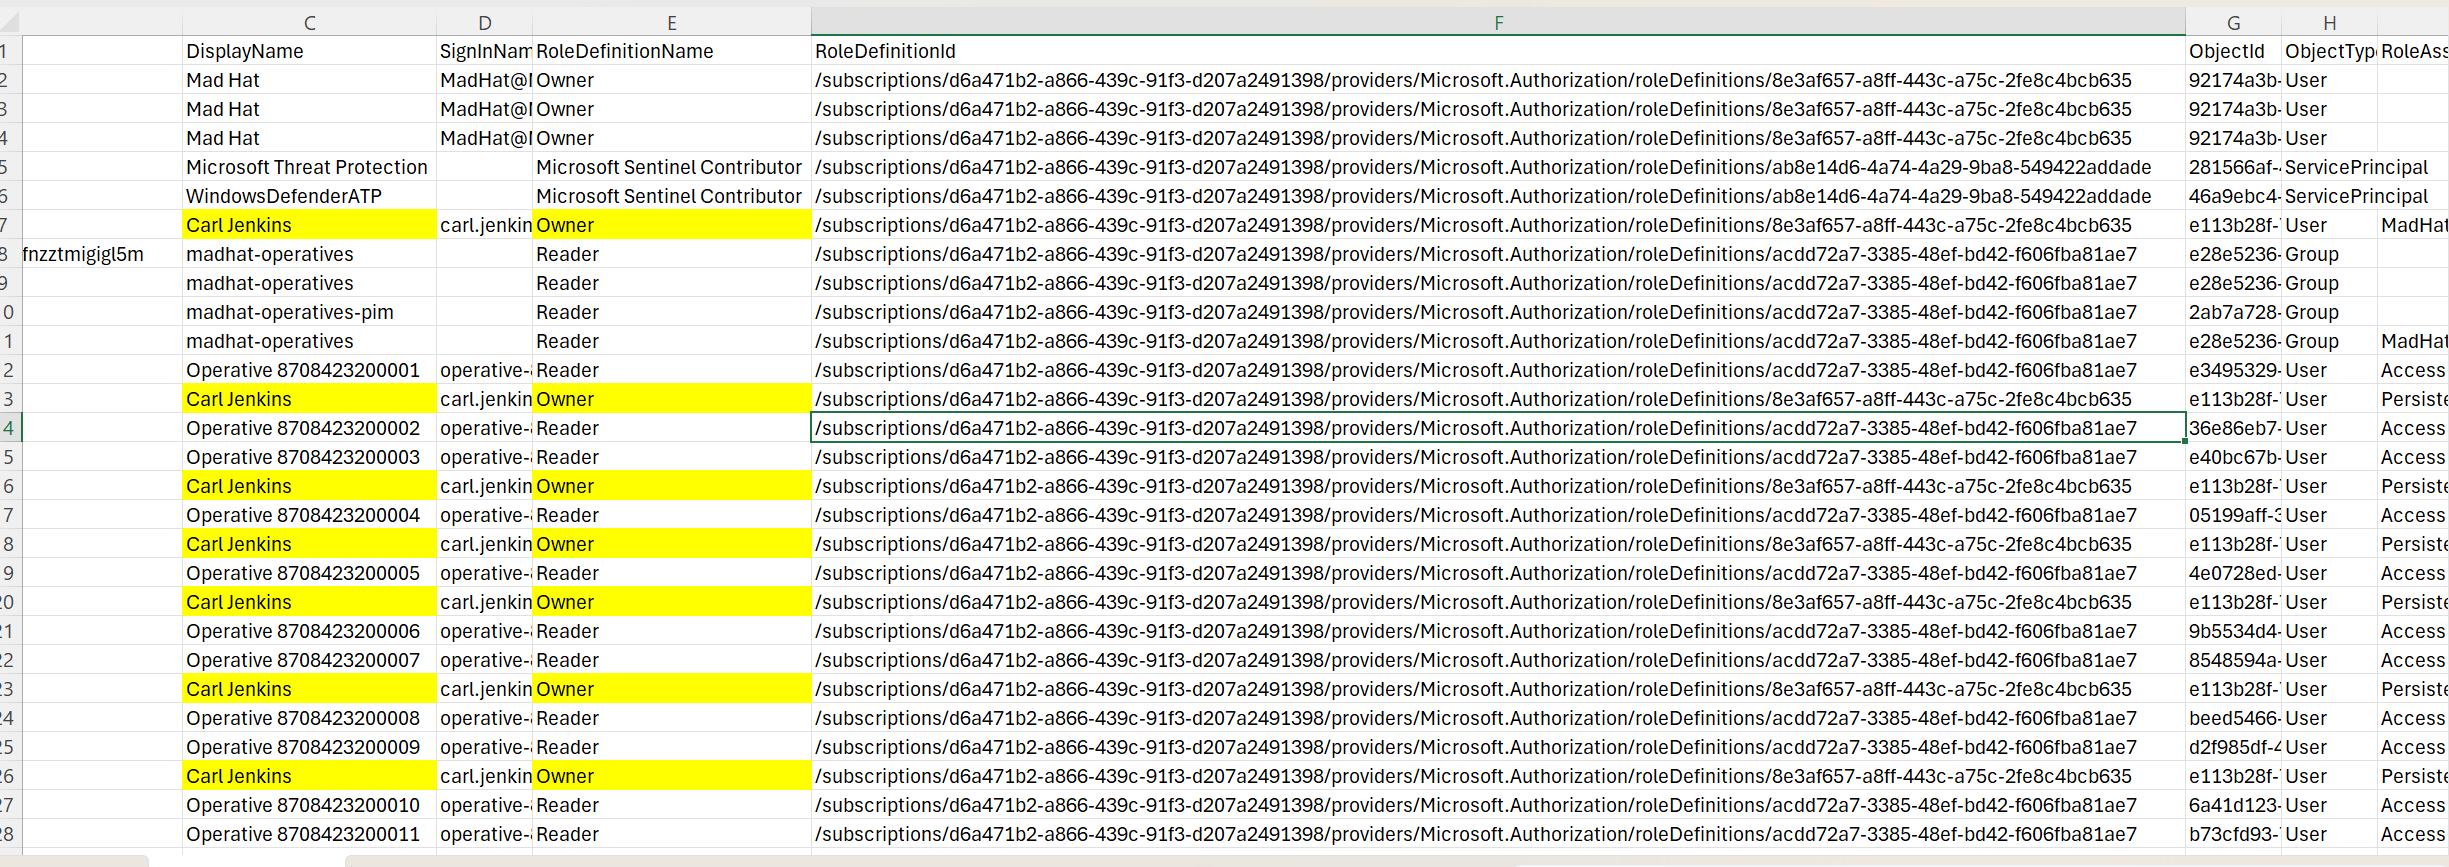 C D E F G H
1 DisplayName SignInNam RoleDefinitionName RoleDefinitionId ObjectId ObjectTyp RoleAss
2 Mad Hat MadHat@ Owner /subscriptions/d6a471b2-a866-439c-91f3-d207a2491398/providers/Microsoft.Authorization/roleDefinitions/8e3af657-a8ff-443c-a75c-2fe8c4bcb635 92174a3b- User
3 Mad Hat MadHat@ Owner /subscriptions/d6a471b2-a866-439c-91f3-d207a2491398/providers/Microsoft.Authorization/roleDefinitions/8e3af657-a8ff-443c-a75c-2fe8c4bcb635 92174a3b- User
4 Mad Hat MadHat@ Owner /subscriptions/d6a471b2-a866-439c-91f3-d207a2491398/providers/Microsoft.Authorization/roleDefinitions/8e3af657-a8ff-443c-a75c-2fe8c4bcb635 92174a3b- User
5 Microsoft Threat Protection Microsoft Sentinel Contributor /subscriptions/d6a471b2-a866-439c-91f3-d207a2491398/providers/Microsoft.Authorization/roleDefinitions/ab8e14d6-4a74-4a29-9ba8-549422addade 281566af- ServicePrincipal
6 WindowsDefenderATP Microsoft Sentinel Contributor /subscriptions/d6a471b2-a866-439c-91f3-d207a2491398/providers/Microsoft.Authorization/roleDefinitions/ab8e14d6-4a74-4a29-9ba8-549422addade 46a9ebc4- ServicePrincipal
7 Carl Jenkins carl.jenkin Owner /subscriptions/d6a471b2-a866-439c-91f3-d207a2491398/providers/Microsoft.Authorization/roleDefinitions/8e3af657-a8ff-443c-a75c-2fe8c4bcb635 e113b28f- User MadHat
8 fnzztmigigl5m madhat-operatives Reader /subscriptions/d6a471b2-a866-439c-91f3-d207a2491398/providers/Microsoft.Authorization/roleDefinitions/acdd72a7-3385-48ef-bd42-f606fba81ae7 e28e5236- Group
9 madhat-operatives Reader /subscriptions/d6a471b2-a866-439c-91f3-d207a2491398/providers/Microsoft.Authorization/roleDefinitions/acdd72a7-3385-48ef-bd42-f606fba81ae7 e28e5236- Group
0 madhat-operatives-pim Reader /subscriptions/d6a471b2-a866-439c-91f3-d207a2491398/providers/Microsoft.Authorization/roleDefinitions/acdd72a7-3385-48ef-bd42-f606fba81ae7 2ab7a728- Group
1 madhat-operatives Reader /subscriptions/d6a471b2-a866-439c-91f3-d207a2491398/providers/Microsoft.Authorization/roleDefinitions/acdd72a7-3385-48ef-bd42-f606fba81ae7 e28e5236- Group MadHat
2 Operative 8708423200001 operative- Reader /subscriptions/d6a471b2-a866-439c-91f3-d207a2491398/providers/Microsoft.Authorization/roleDefinitions/acdd72a7-3385-48ef-bd42-f606fba81ae7 e3495329- User Access
3 Carl Jenkins carl.jenkin Owner /subscriptions/d6a471b2-a866-439c-91f3-d207a2491398/providers/Microsoft.Authorization/roleDefinitions/8e3af657-a8ff-443c-a75c-2fe8c4bcb635 e113b28f- User Persiste
4 Operative 8708423200002 operative- Reader /subscriptions/d6a471b2-a866-439c-91f3-d207a2491398/providers/Microsoft.Authorization/roleDefinitions/acdd72a7-3385-48ef-bd42-f606fba81ae7 36e86eb7- User Access
5 Operative 8708423200003 operative- Reader /subscriptions/d6a471b2-a866-439c-91f3-d207a2491398/providers/Microsoft.Authorization/roleDefinitions/acdd72a7-3385-48ef-bd42-f606fba81ae7 e40bc67b- User Access
6 Carl Jenkins carl.jenkin Owner /subscriptions/d6a471b2-a866-439c-91f3-d207a2491398/providers/Microsoft.Authorization/roleDefinitions/8e3af657-a8ff-443c-a75c-2fe8c4bcb635 e113b28f- User Persiste
7 Operative 8708423200004 operative- Reader /subscriptions/d6a471b2-a866-439c-91f3-d207a2491398/providers/Microsoft.Authorization/roleDefinitions/acdd72a7-3385-48ef-bd42-f606fba81ae7 05199aff-3 User Access
8 Carl Jenkins carl.jenkin Owner /subscriptions/d6a471b2-a866-439c-91f3-d207a2491398/providers/Microsoft.Authorization/roleDefinitions/8e3af657-a8ff-443c-a75c-2fe8c4bcb635 e113b28f- User Persiste
9 Operative 8708423200005 operative- Reader /subscriptions/d6a471b2-a866-439c-91f3-d207a2491398/providers/Microsoft.Authorization/roleDefinitions/acdd72a7-3385-48ef-bd42-f606fba81ae7 4e0728ed- User Access
20 Carl Jenkins carl.jenkin Owner /subscriptions/d6a471b2-a866-439c-91f3-d207a2491398/providers/Microsoft.Authorization/roleDefinitions/8e3af657-a8ff-443c-a75c-2fe8c4bcb635 e113b28f- User Persiste
21 Operative 8708423200006 operative- Reader /subscriptions/d6a471b2-a866-439c-91f3-d207a2491398/providers/Microsoft.Authorization/roleDefinitions/acdd72a7-3385-48ef-bd42-f606fba81ae7 9b5534d4- User Access
22 Operative 8708423200007 operative- Reader /subscriptions/d6a471b2-a866-439c-91f3-d207a2491398/providers/Microsoft.Authorization/roleDefinitions/acdd72a7-3385-48ef-bd42-f606fba81ae7 8548594a- User Access
23 Carl Jenkins carl.jenkin Owner /subscriptions/d6a471b2-a866-439c-91f3-d207a2491398/providers/Microsoft.Authorization/roleDefinitions/8e3af657-a8ff-443c-a75c-2fe8c4bcb635 e113b28f- User Persiste
24 Operative 8708423200008 operative- Reader /subscriptions/d6a471b2-a866-439c-91f3-d207a2491398/providers/Microsoft.Authorization/roleDefinitions/acdd72a7-3385-48ef-bd42-f606fba81ae7 beed5466- User Access
25 Operative 8708423200009 operative- Reader /subscriptions/d6a471b2-a866-439c-91f3-d207a2491398/providers/Microsoft.Authorization/roleDefinitions/acdd72a7-3385-48ef-bd42-f606fba81ae7 d2f985df-4 User Access
26 Carl Jenkins carl.jenkin Owner /subscriptions/d6a471b2-a866-439c-91f3-d207a2491398/providers/Microsoft.Authorization/roleDefinitions/8e3af657-a8ff-443c-a75c-2fe8c4bcb635 e113b28f- User Persiste
27 Operative 8708423200010 operative- Reader /subscriptions/d6a471b2-a866-439c-91f3-d207a2491398/providers/Microsoft.Authorization/roleDefinitions/acdd72a7-3385-48ef-bd42-f606fba81ae7 6a41d123- User Access
28 Operative 8708423200011 operative- Reader /subscriptions/d6a471b2-a866-439c-91f3-d207a2491398/providers/Microsoft.Authorization/roleDefinitions/acdd72a7-3385-48ef-bd42-f606fba81ae7 b73cfd93- User Access